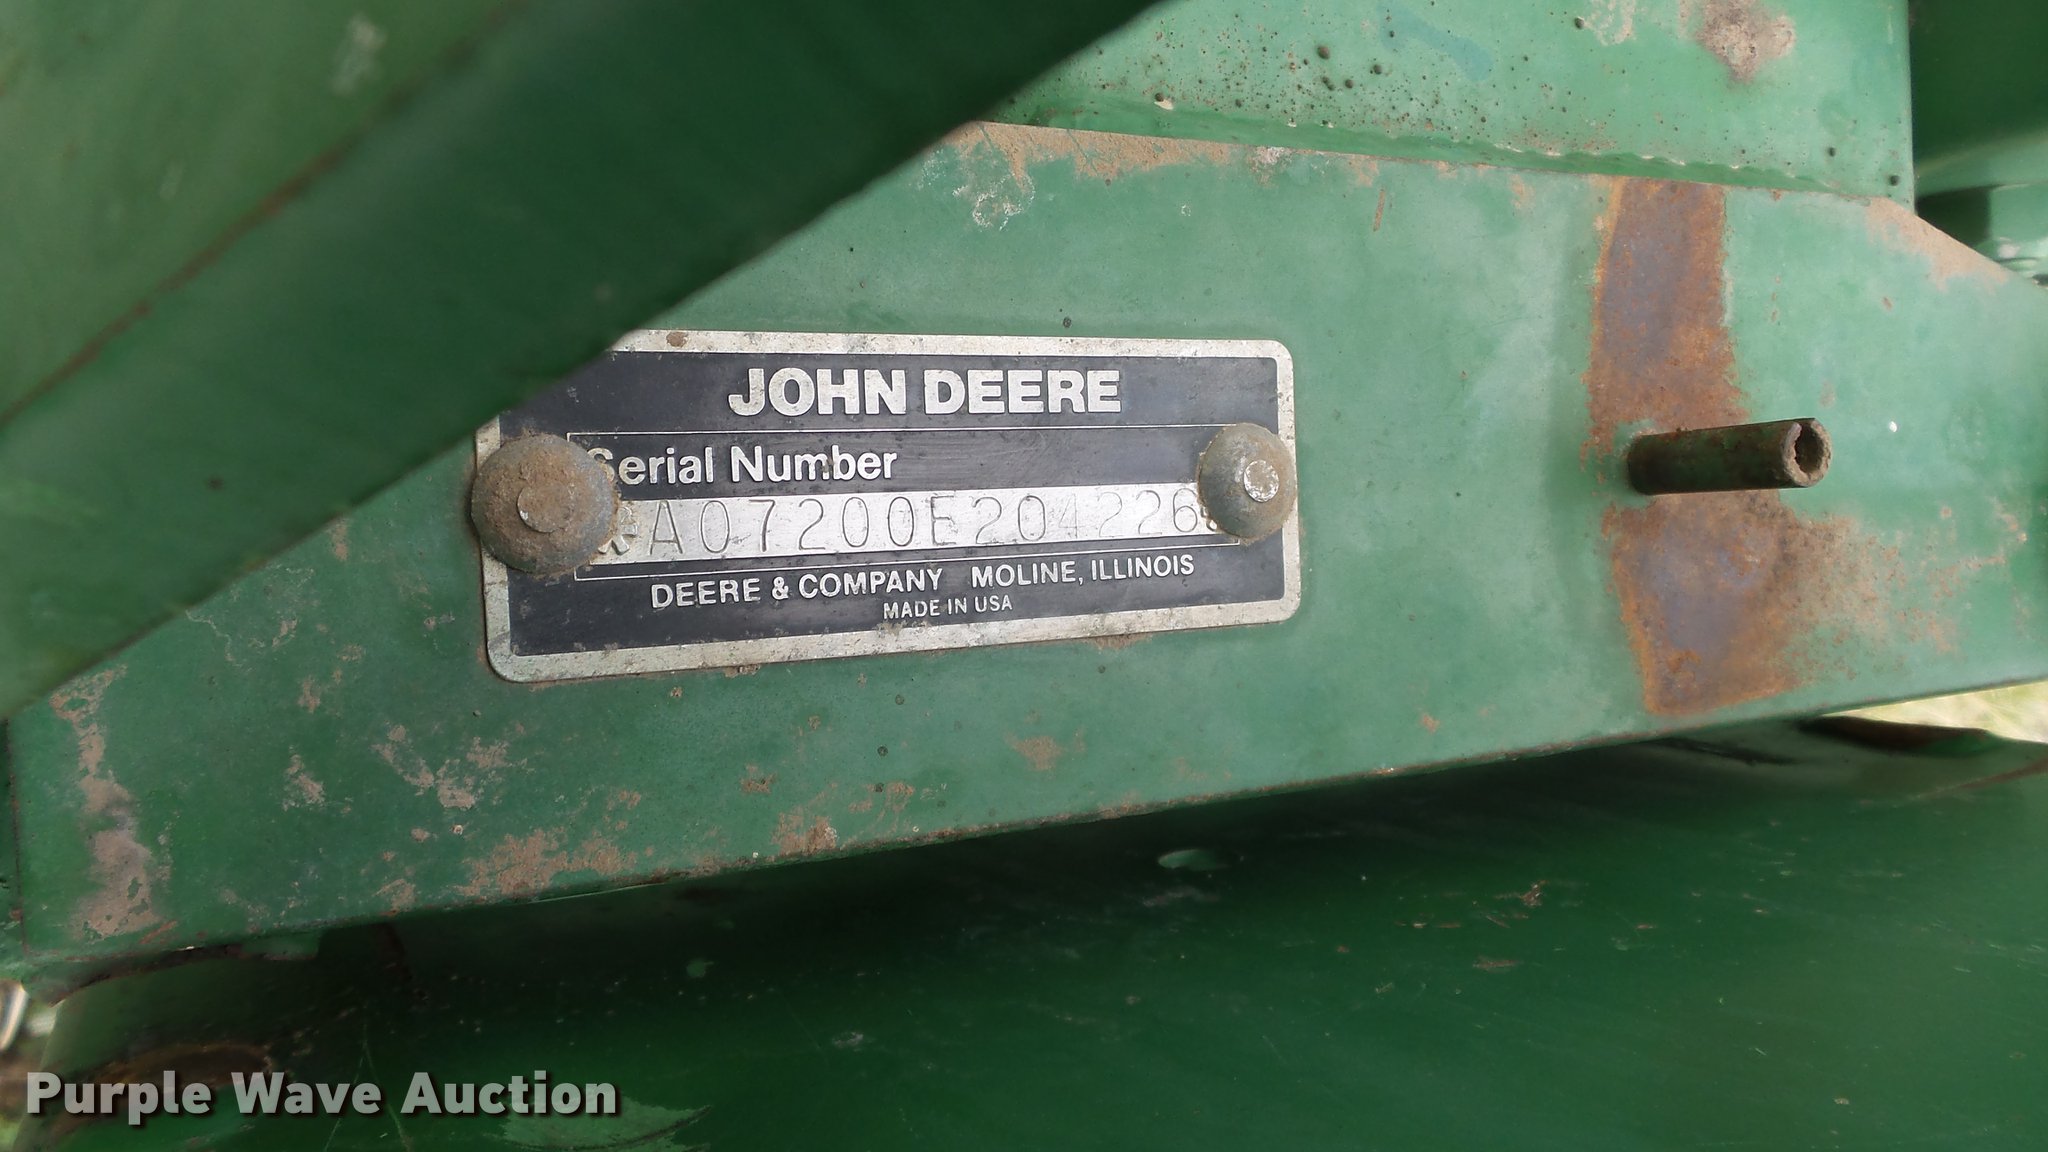 JOHN DEERE
Serial Number
A07200E204226
DEERE & COMPANY MOLINE, ILLINOIS
MADE IN USA
Purple Wave Auction